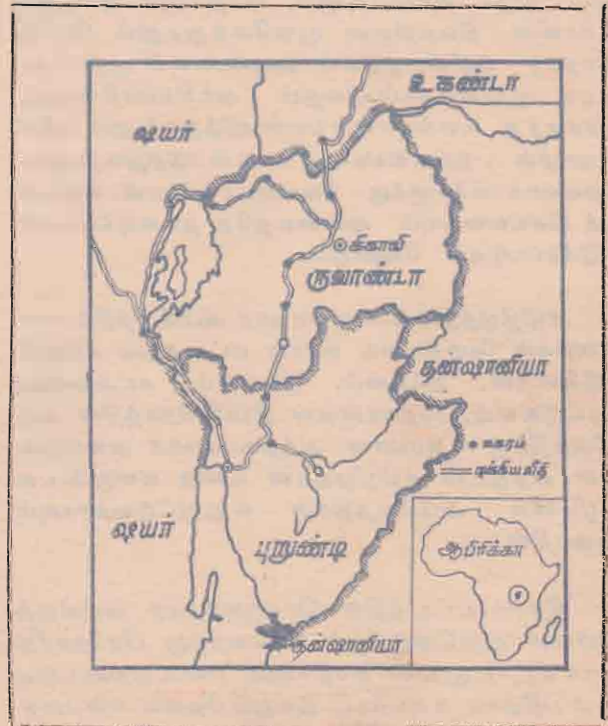 உகண்டா
ஷயர்
கிகாலி
ருவாண்டா
தன்ஷானியா
நகரம்
முக்கிய வீதி
ஷயர்
புறுண்டி
ஆபிரிக்கா
தன்ஷானியா